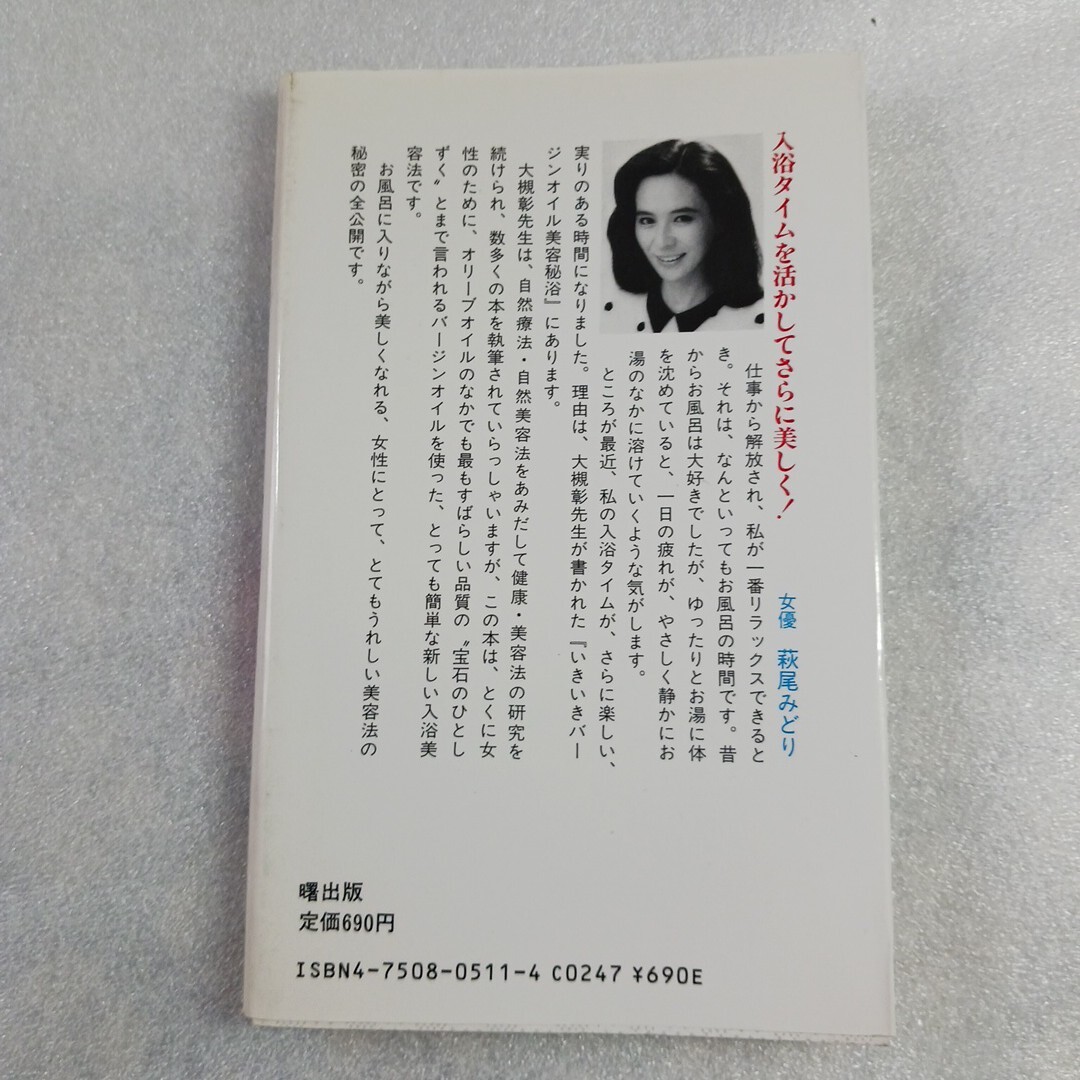 入浴タイムを活かしてさらに美しく!
女優 萩尾みどり
仕事から解放され、私が一番リラックスできると
き。それは、なんといってもお風呂の時間です。昔
からお風呂は大好きでしたが、ゆったりとお湯に体
を沈めていると、一日の疲れが、やさしく静かにお
湯のなかに溶けていくような気がします。
ところが最近、私の入浴タイムが、さらに楽しい、
実りのある時間になりました。理由は、大槻彰先生が書かれた『いきいきバー
ジンオイル美容秘浴』にあります。
大槻彰先生は、自然療法・自然美容法をあみだして健康・美容法の研究を
続けられ、数多くの本を執筆されていらっしゃいますが、この本は、とくに女
性のために、オリーブオイルのなかでも最もすばらしい品質の〝宝石のひとし
ずく〟とまで言われるバージンオイルを使った、とっても簡単な新しい入浴美
容法です。
お風呂に入りながら美しくなれる、女性にとって、とてもうれしい美容法の
秘密の全公開です。
曙出版
定価690円
ISBN4-7508-0511-4 C0247 ¥690E